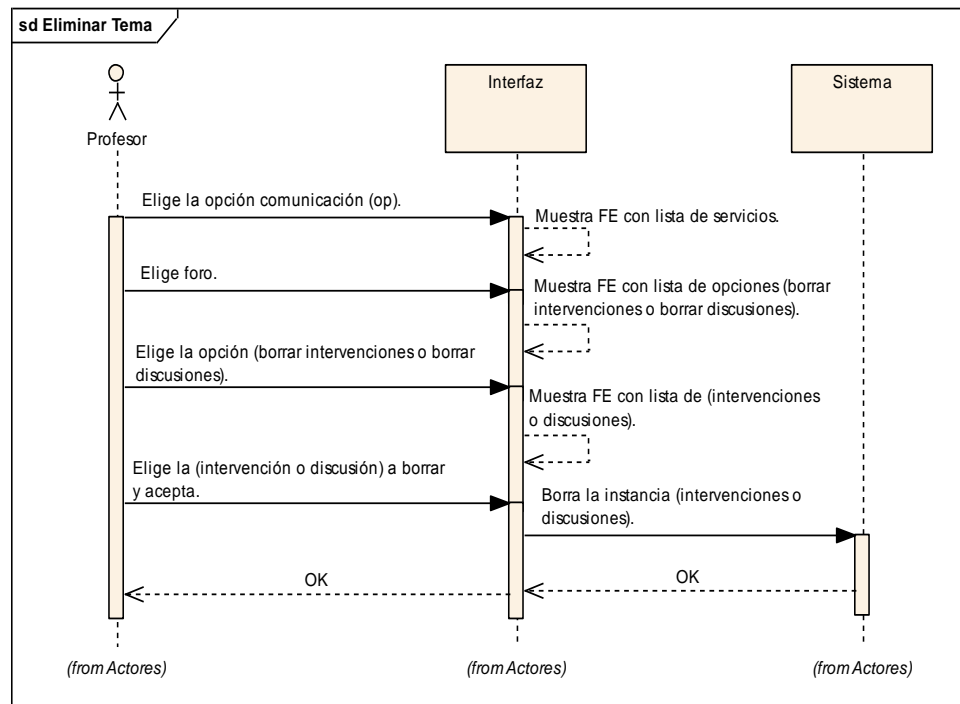 sd Eliminar Tema
Profesor
Interfaz
Sistema
Elige la opción comunicación (op).
Muestra FE con lista de servicios.
Elige foro.
Muestra FE con lista de opciones (borrar
intervenciones o borrar discusiones).
Elige la opción (borrar intervenciones o borrar
discusiones).
Muestra FE con lista de (intervenciones
o discusiones).
Elige la (intervención o discusión) a borrar
y acepta.
Borra la instancia (intervenciones o
discusiones).
OK
OK
(from Actores)
(from Actores)
(from Actores)